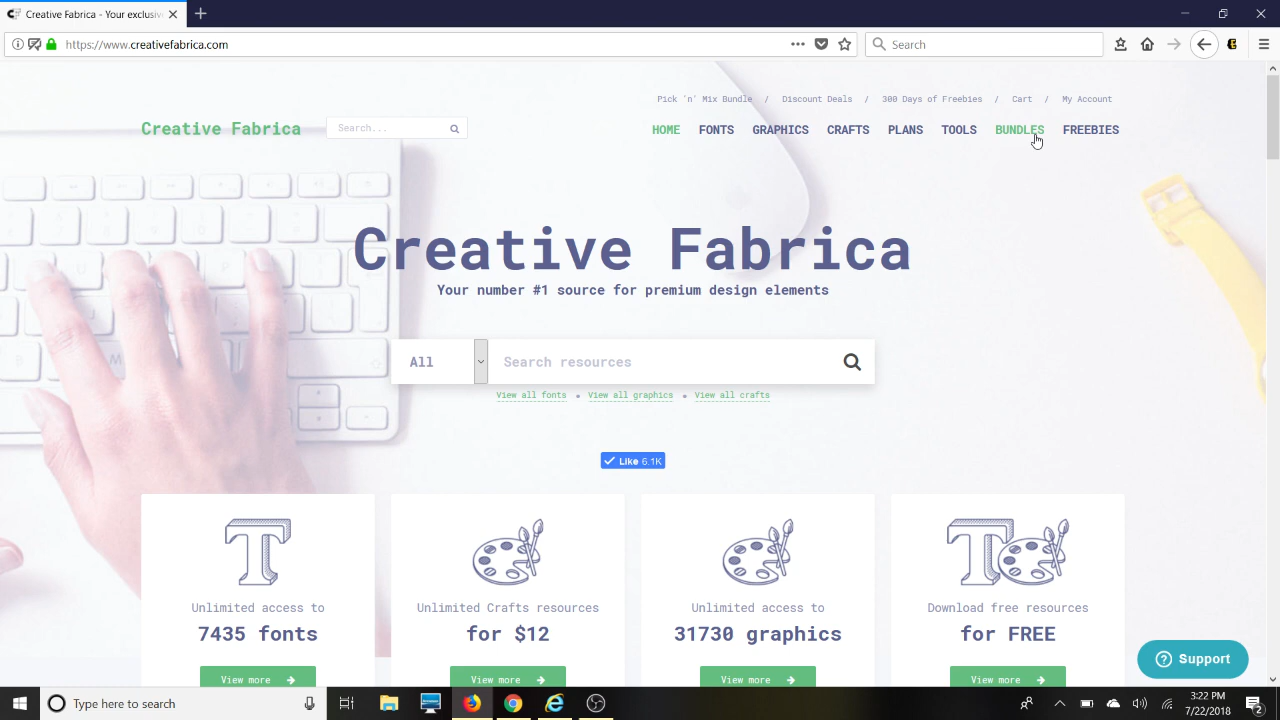 Creative Fabrica - Your exclusiv
https://www.creativefabrica.com
Search
Pick 'n' Mix Bundle / Discount Deals / 300 Days of Freebies / Cart / My Account
Creative Fabrica
Search...
HOME FONTS GRAPHICS CRAFTS PLANS TOOLS BUNDLES FREEBIES
Creative Fabrica
Your number #1 source for premium design elements
All
Search resources
View all fonts • View all graphics • View all crafts
Like 6.1K
Unlimited access to
7435 fonts
View more
Unlimited Crafts resources
for $12
View more
Unlimited access to
31730 graphics
View more
Download free resources
for FREE
View more
Support
Type here to search
3:22 PM
7/22/2018
2